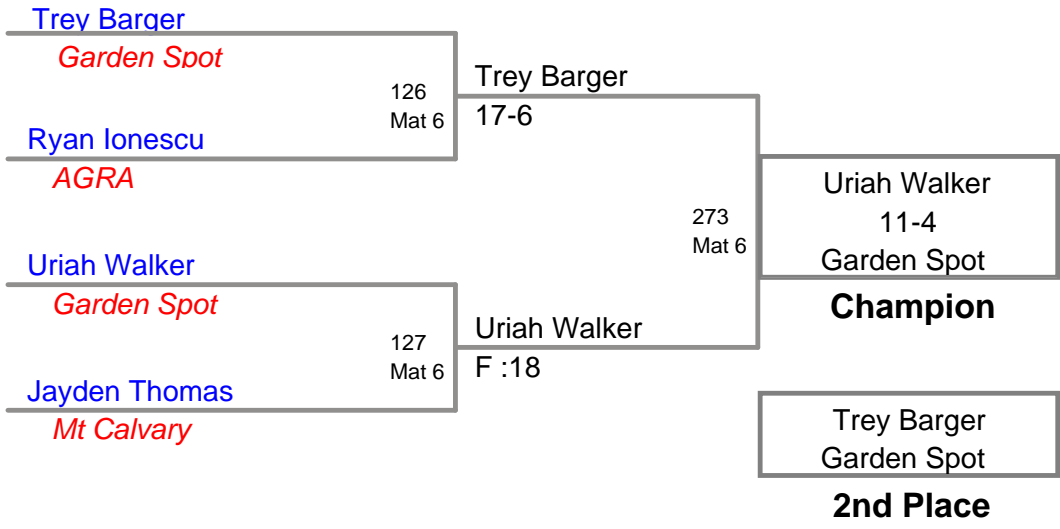 Trey Barger
Garden Spot
126
Mat 6
Trey Barger
17-6
Ryan Ionescu
AGRA
Uriah Walker
11-4
Garden Spot
Champion
273
Mat 6
Uriah Walker
Garden Spot
127
Mat 6
Uriah Walker
F :18
Jayden Thomas
Mt Calvary
Trey Barger
Garden Spot
2nd Place